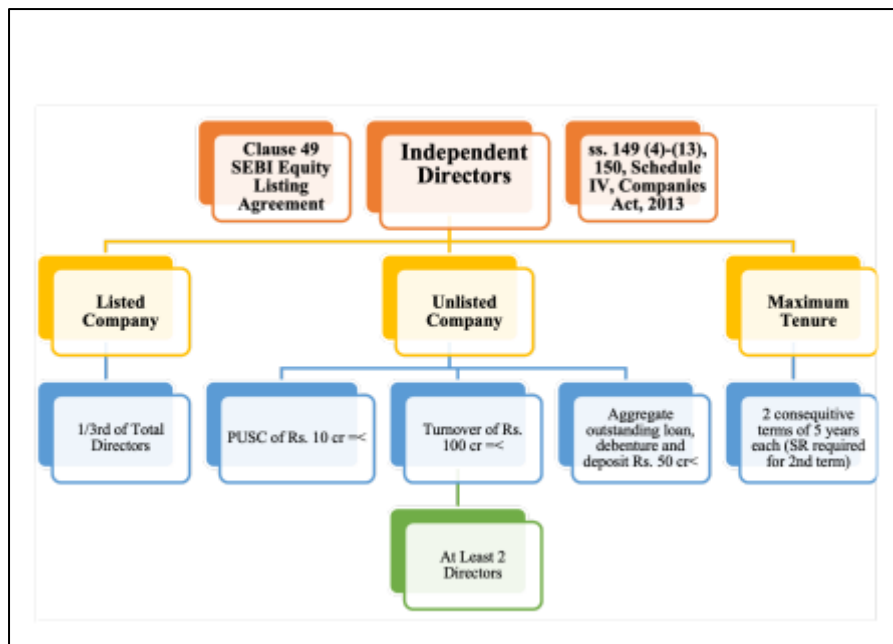 Clause 49
SEBI Equity
Listing
Agreement
Independent
Directors
ss. 149 (4)-(13),
150, Schedule
IV, Companies
Act, 2013
Listed
Company
Unlisted
Company
Maximum
Tenure
1/3rd of Total
Directors
PUSC of Rs. 10 cr =<
Turnover of Rs.
100 cr =<
Aggregate
outstanding loan,
debenture and
deposit Rs. 50 cr<
2 consequitive
terms of 5 years
each (SR required
for 2nd term)
At Least 2
Directors